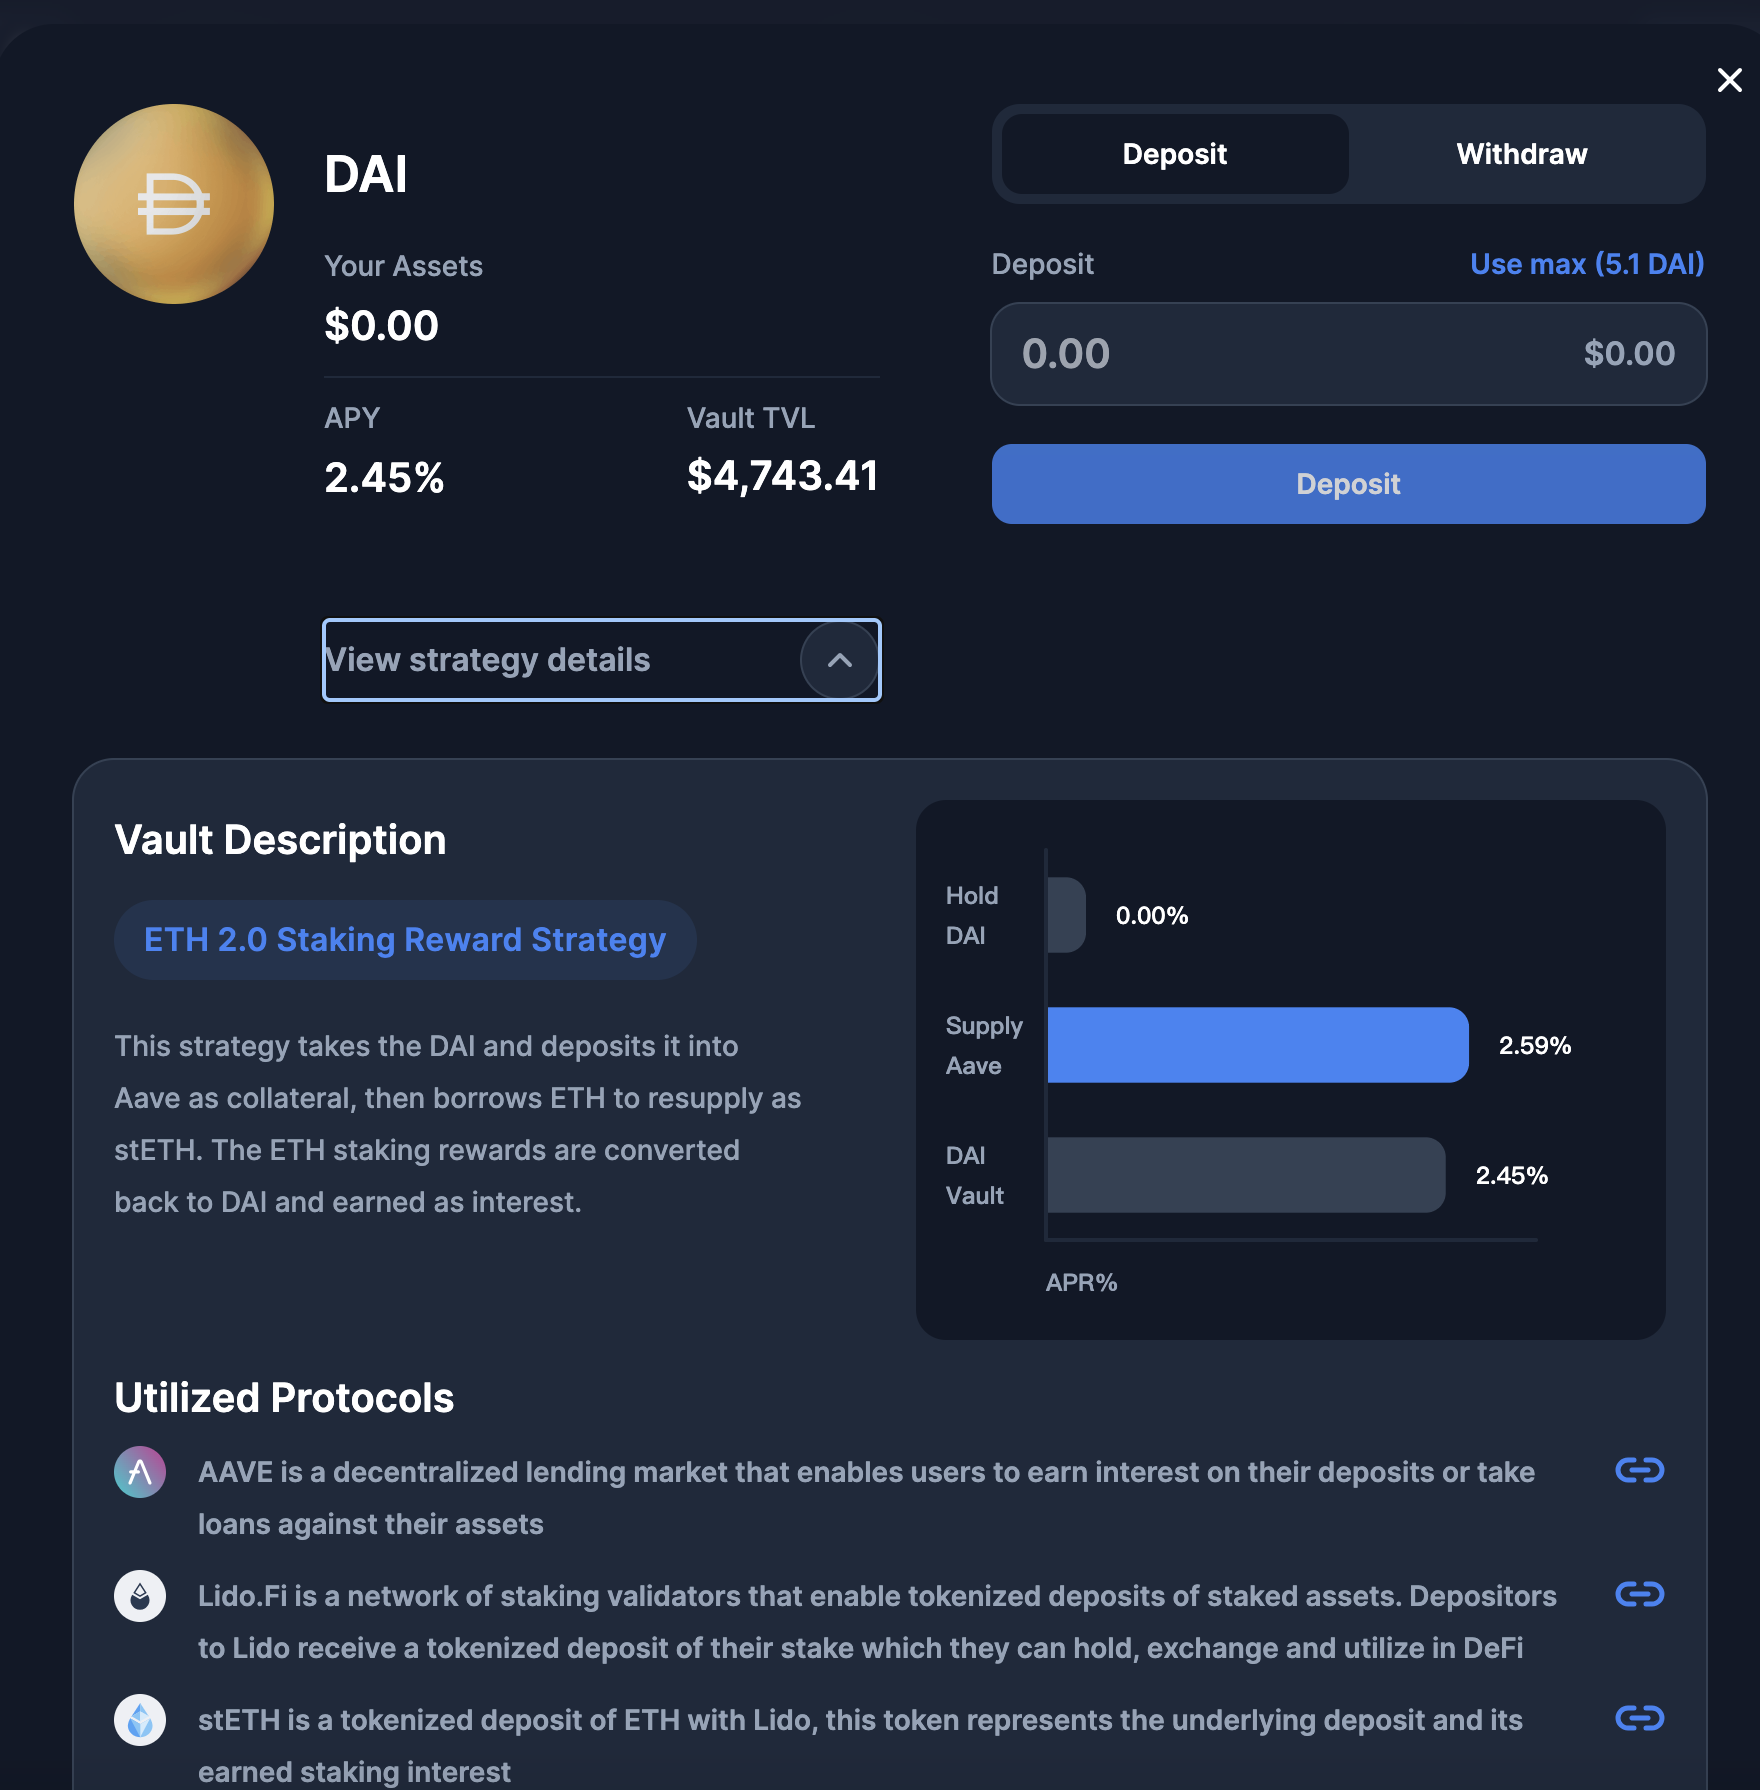 DAI
Your Assets
$0.00
APY
2.45%
Vault TVL
$4,743.41
Deposit
Withdraw
Deposit
Use max (5.1 DAI)
0.00
$0.00
Deposit
View strategy details
Vault Description
ETH 2.0 Staking Reward Strategy
This strategy takes the DAI and deposits it into
Aave as collateral, then borrows ETH to resupply as
stETH. The ETH staking rewards are converted
back to DAI and earned as interest.
Hold
DAI
0.00%
Supply
Aave
2.59%
DAI
Vault
2.45%
APR%
Utilized Protocols
AAVE is a decentralized lending market that enables users to earn interest on their deposits or take
loans against their assets
Lido.Fi is a network of staking validators that enable tokenized deposits of staked assets. Depositors
to Lido receive a tokenized deposit of their stake which they can hold, exchange and utilize in DeFi
stETH is a tokenized deposit of ETH with Lido, this token represents the underlying deposit and its
earned staking interest